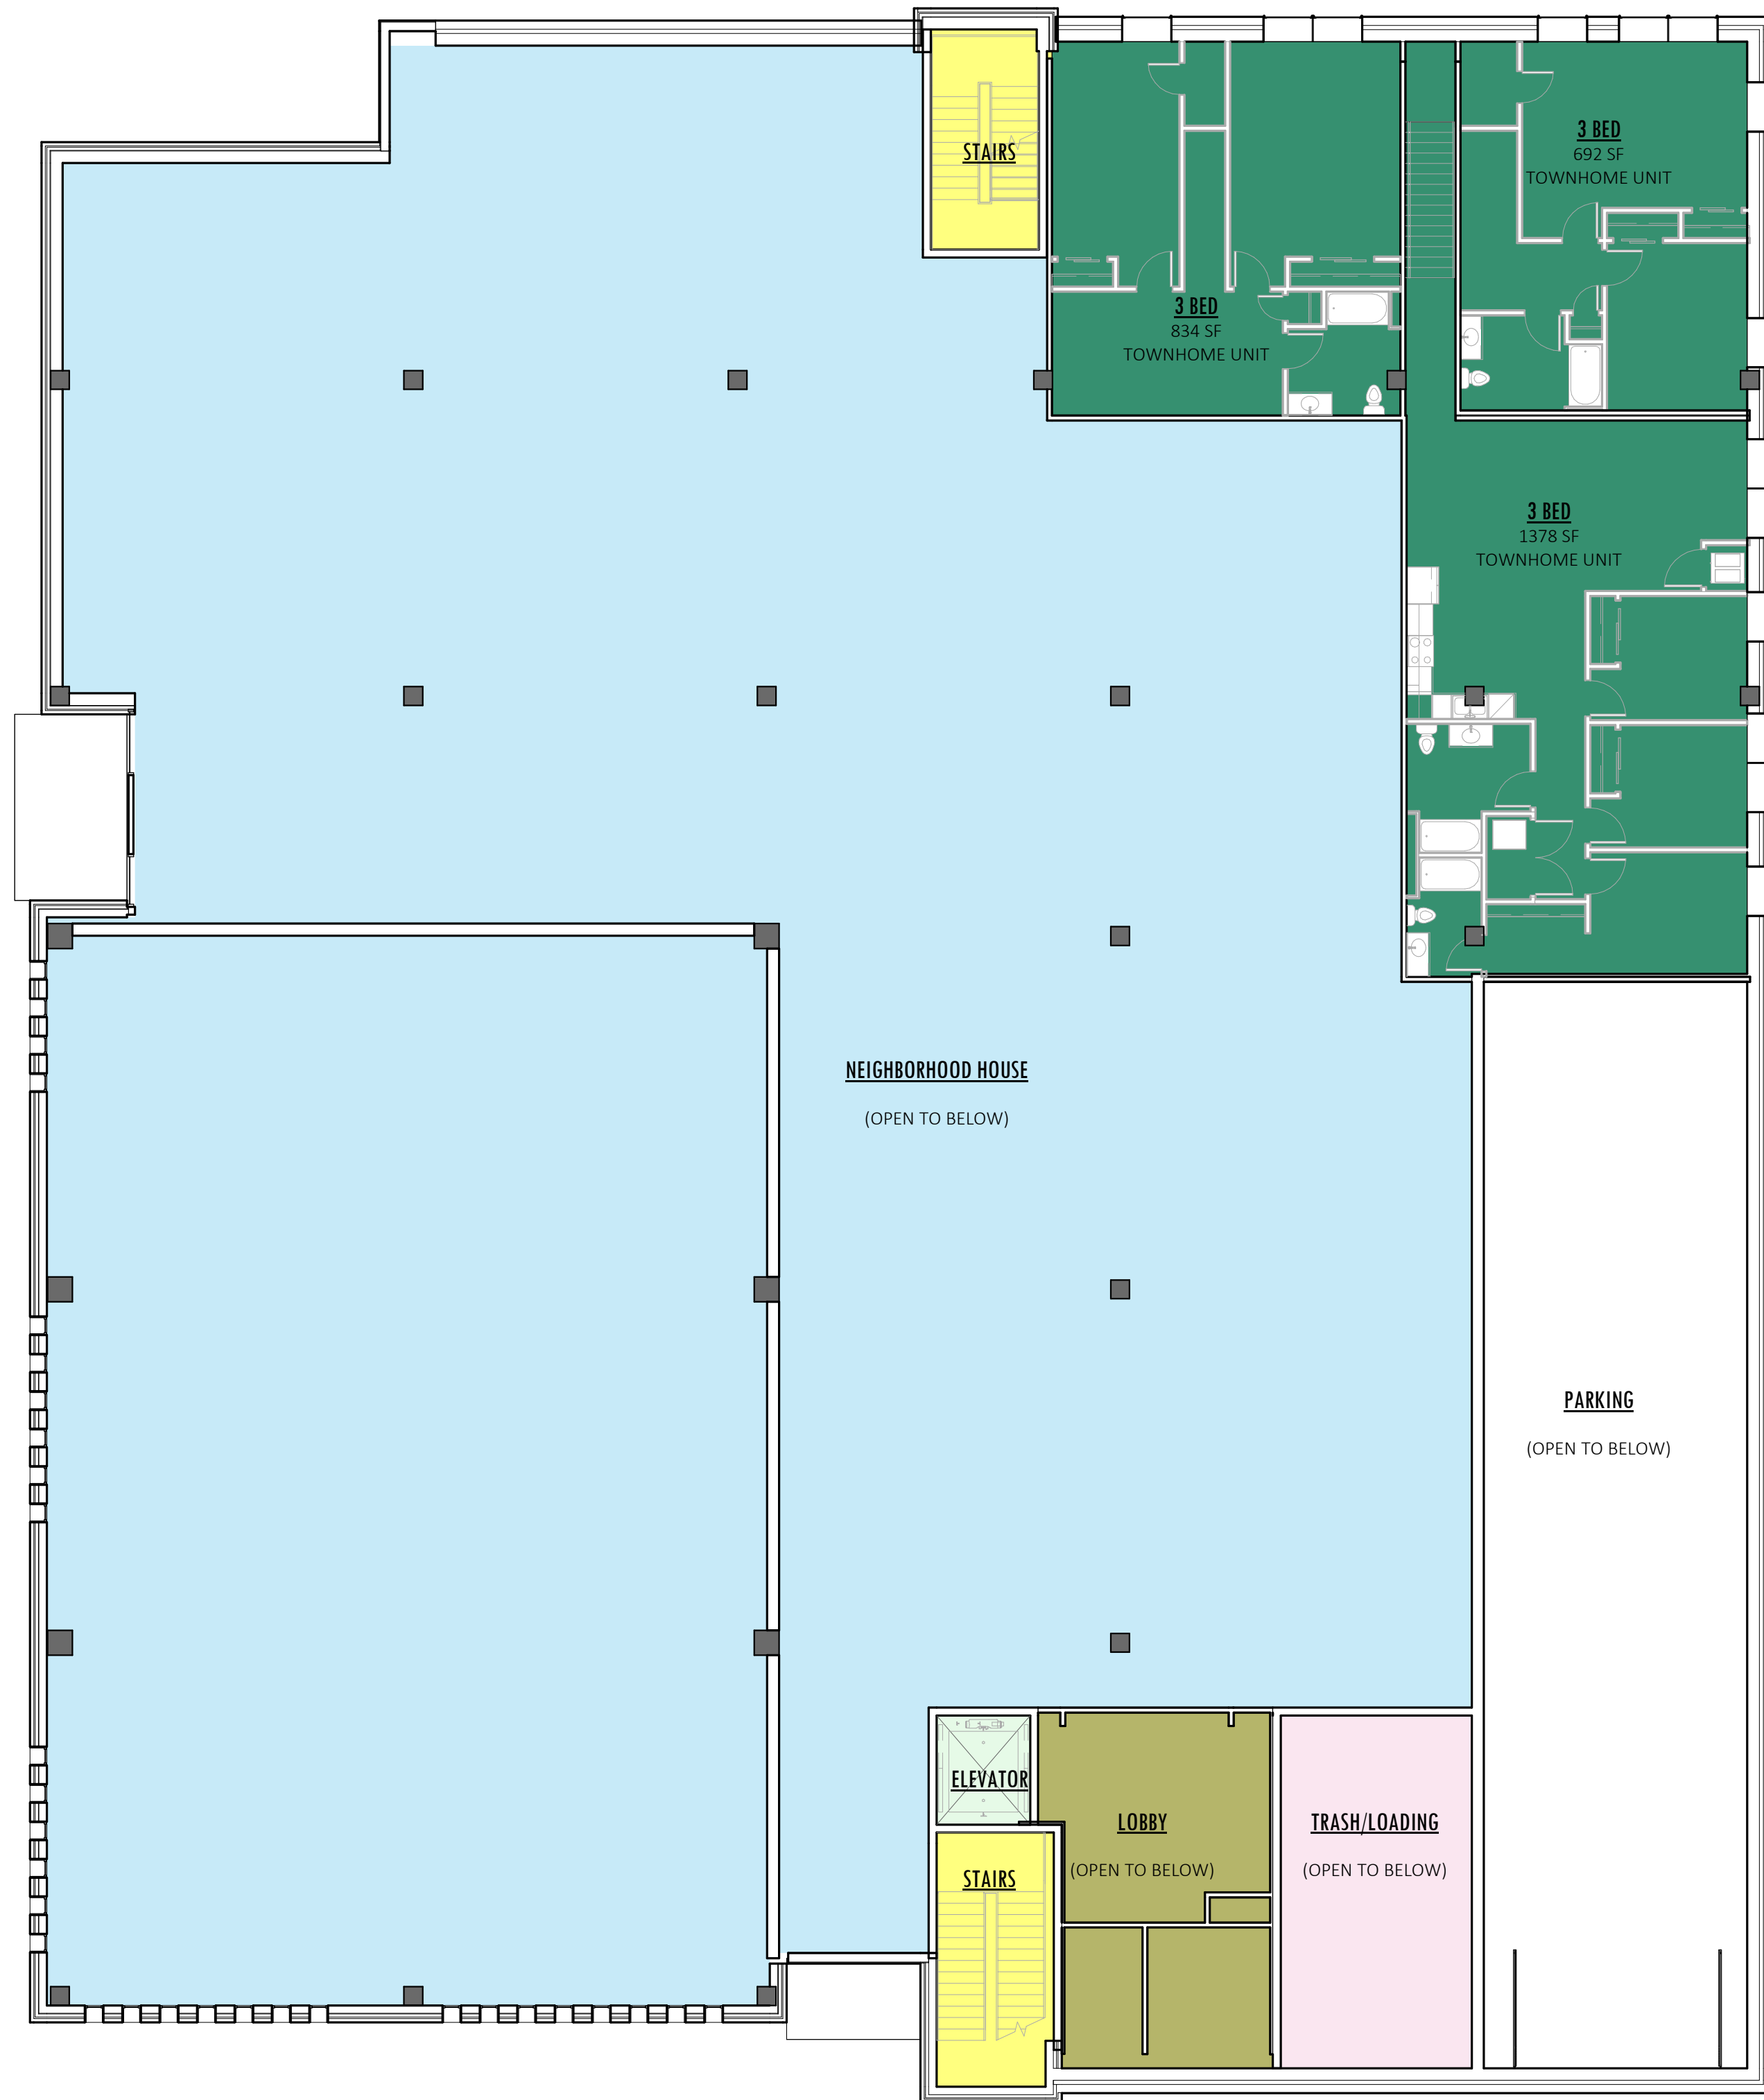 STAIRS
3 BED
692 SF
TOWNHOME UNIT
3 BED
834 SF
TOWNHOME UNIT
3 BED
1378 SF
TOWNHOME UNIT
NEIGHBORHOOD HOUSE
(OPEN TO BELOW)
PARKING
(OPEN TO BELOW)
ELEVATOR
LOBBY
(OPEN TO BELOW)
TRASH/LOADING
(OPEN TO BELOW)
STAIRS